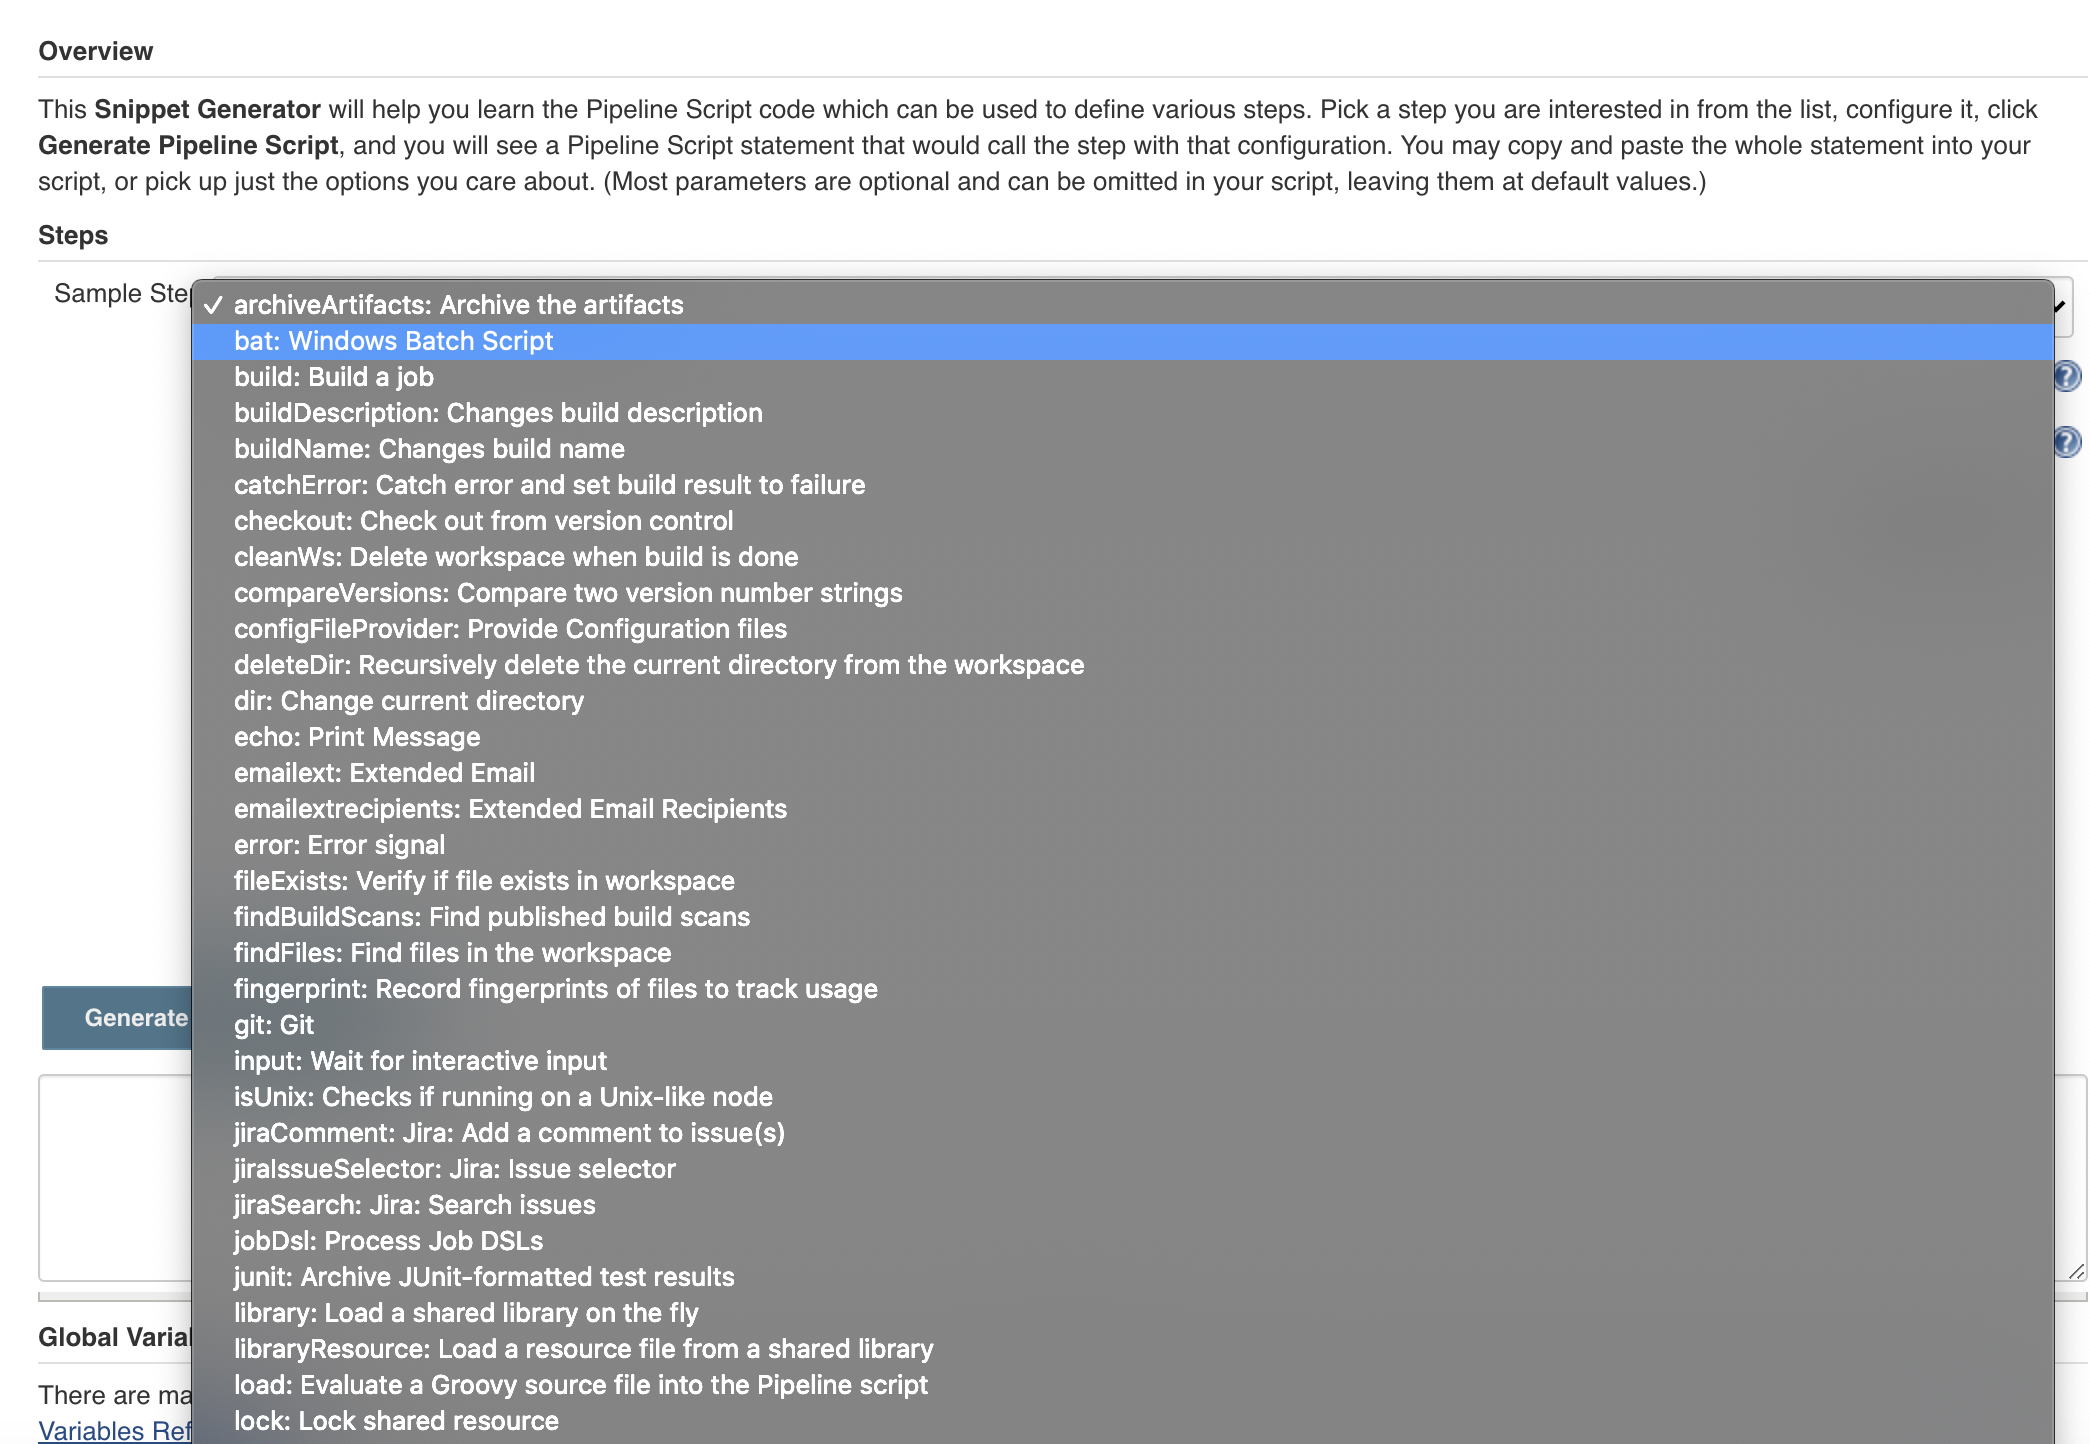 Overview
This Snippet Generator will help you learn the Pipeline Script code which can be used to define various steps. Pick a step you are interested in from the list, configure it, click
Generate Pipeline Script, and you will see a Pipeline Script statement that would call the step with that configuration. You may copy and paste the whole statement into your
script, or pick up just the options you care about. (Most parameters are optional and can be omitted in your script, leaving them at default values.)
Steps
Sample Ste
✓ archiveArtifacts: Archive the artifacts
bat: Windows Batch Script
build: Build a job
buildDescription: Changes build description
buildName: Changes build name
catchError: Catch error and set build result to failure
checkout: Check out from version control
cleanWs: Delete workspace when build is done
compareVersions: Compare two version number strings
configFileProvider: Provide Configuration files
deleteDir: Recursively delete the current directory from the workspace
dir: Change current directory
echo: Print Message
emailext: Extended Email
emailextrecipients: Extended Email Recipients
error: Error signal
fileExists: Verify if file exists in workspace
findBuildScans: Find published build scans
findFiles: Find files in the workspace
fingerprint: Record fingerprints of files to track usage
Generate
git: Git
input: Wait for interactive input
isUnix: Checks if running on a Unix-like node
jiraComment: Jira: Add a comment to issue(s)
jiraIssueSelector: Jira: Issue selector
jiraSearch: Jira: Search issues
jobDsl: Process Job DSLs
junit: Archive JUnit-formatted test results
library: Load a shared library on the fly
Global Varia
libraryResource: Load a resource file from a shared library
load: Evaluate a Groovy source file into the Pipeline script
There are ma
lock: Lock shared resource
Variables Ref